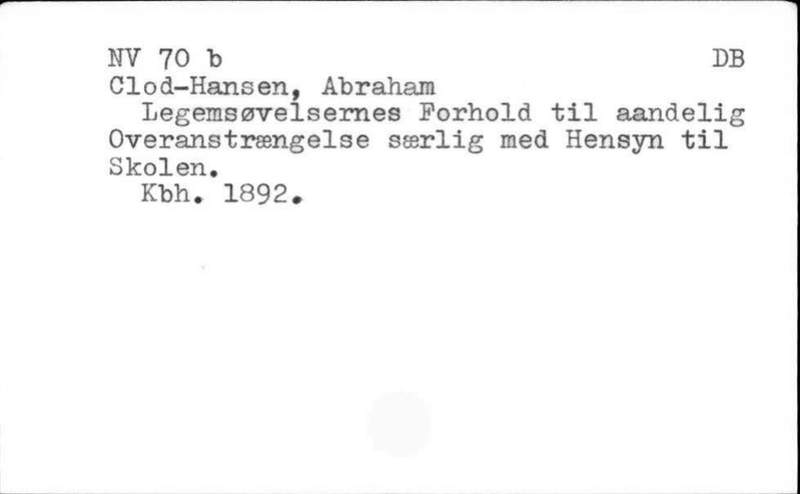 NV 70 b DB
Clod-Hansen, Abraham
Legemsøvelsernes Forhold til aandelig
Overanstrængelse særlig med Hensyn til
Skolen.
Kbh. 1892.